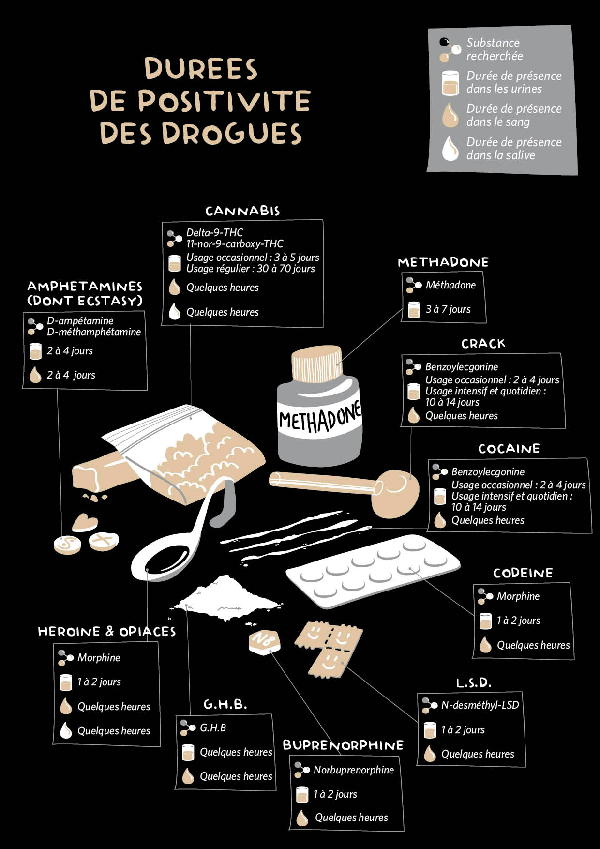 DUREES
DE POSITIVITE
DES DROGUES
Substance
recherchée
Durée de présence
dans les urines
Durée de présence
dans le sang
Durée de présence
dans la salive
CANNABIS
Delta-9-THC
11-nor-9-carboxy-THC
Usage occasionnel : 3 à 5 jours
Usage régulier : 30 à 70 jours
Quelques heures
Quelques heures
METHADONE
Méthadone
3 à 7 jours
AMPHETAMINES
(DONT ECSTASY)
D-ampétamine
D-méthamphétamine
2 à 4 jours
2 à 4 jours
CRACK
Benzoylecgonine
Usage occasionnel : 2 à 4 jours
Usage intensif et quotidien :
10 à 14 jours
Quelques heures
METHADONE
COCAINE
Benzoylecgonine
Usage occasionnel : 2 à 4 jours
Usage intensif et quotidien :
10 à 14 jours
Quelques heures
CODEINE
Morphine
1 à 2 jours
Quelques heures
HEROINE & OPIACES
Morphine
1 à 2 jours
Quelques heures
Quelques heures
L.S.D.
N-desméthyl-LSD
1 à 2 jours
Quelques heures
G.H.B.
G.H.B
Quelques heures
Quelques heures
BUPRENORPHINE
Norbuprenorphine
1 à 2 jours
Quelques heures